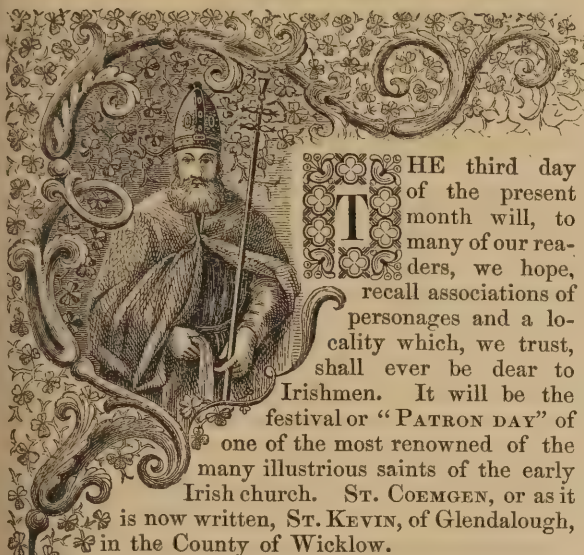 THE third day
of the present
month will, to
many of our rea-
ders, we hope,
recall associations of
personages and a lo-
cality which, we trust,
shall ever be dear to
Irishmen. It will be the
festival or "PATRON DAY" of
one of the most renowned of the
many illustrious saints of the early
Irish church. ST. COEMGEN, or as it
is now written, ST. KEVIN, of Glendalough,
in the County of Wicklow.